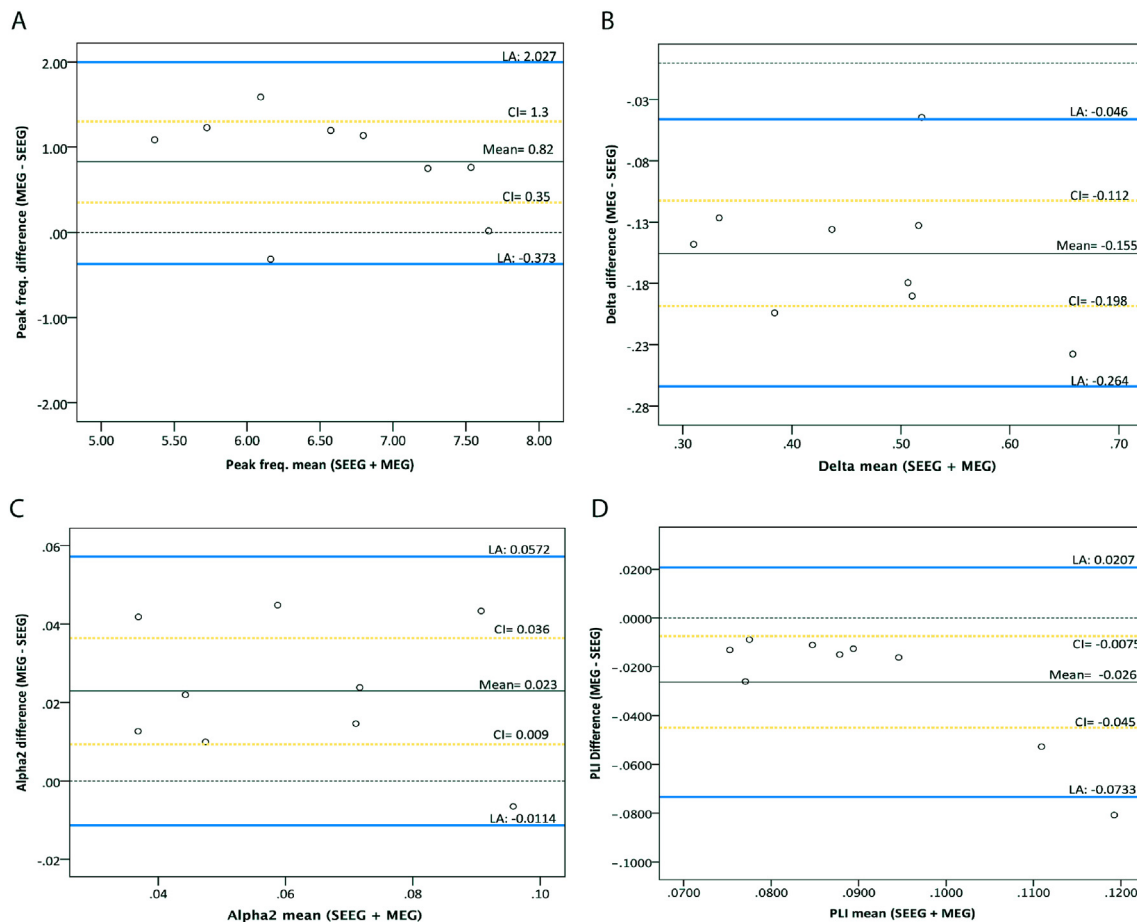 A
Peak freq. difference (MEG - SEEG)
2.00
1.00
.00
-1.00
-2.00
LA: 2.027
CI= 1.3
Mean= 0.82
CI= 0.35
LA: -0.373
5.00 5.50 6.00 6.50 7.00 7.50 8.00
Peak freq. mean (SEEG + MEG)
B
Delta difference (MEG - SEEG)
-.03
-.08
-.13
-.18
-.23
-.28
LA: -0.046
CI= -0.112
Mean= -0.155
CI= -0.198
LA: -0.264
.30 .40 .50 .60 .70
Delta mean (SEEG + MEG)
C
Alpha2 difference (MEG - SEEG)
.06
.04
.02
.00
-.02
LA: 0.0572
CI= 0.036
Mean= 0.023
CI= 0.009
LA: -0.0114
.04 .06 .08 .10
Alpha2 mean (SEEG + MEG)
D
PLI Difference (MEG - SEEG)
.0200
.0000
-.0200
-.0400
-.0600
-.0800
-.1000
LA: 0.0207
CI= -0.0075
Mean= -0.026
CI= -0.045
LA: -0.0733
.0700 .0800 .0900 .1000 .1100 .1200
PLI mean (SEEG + MEG)